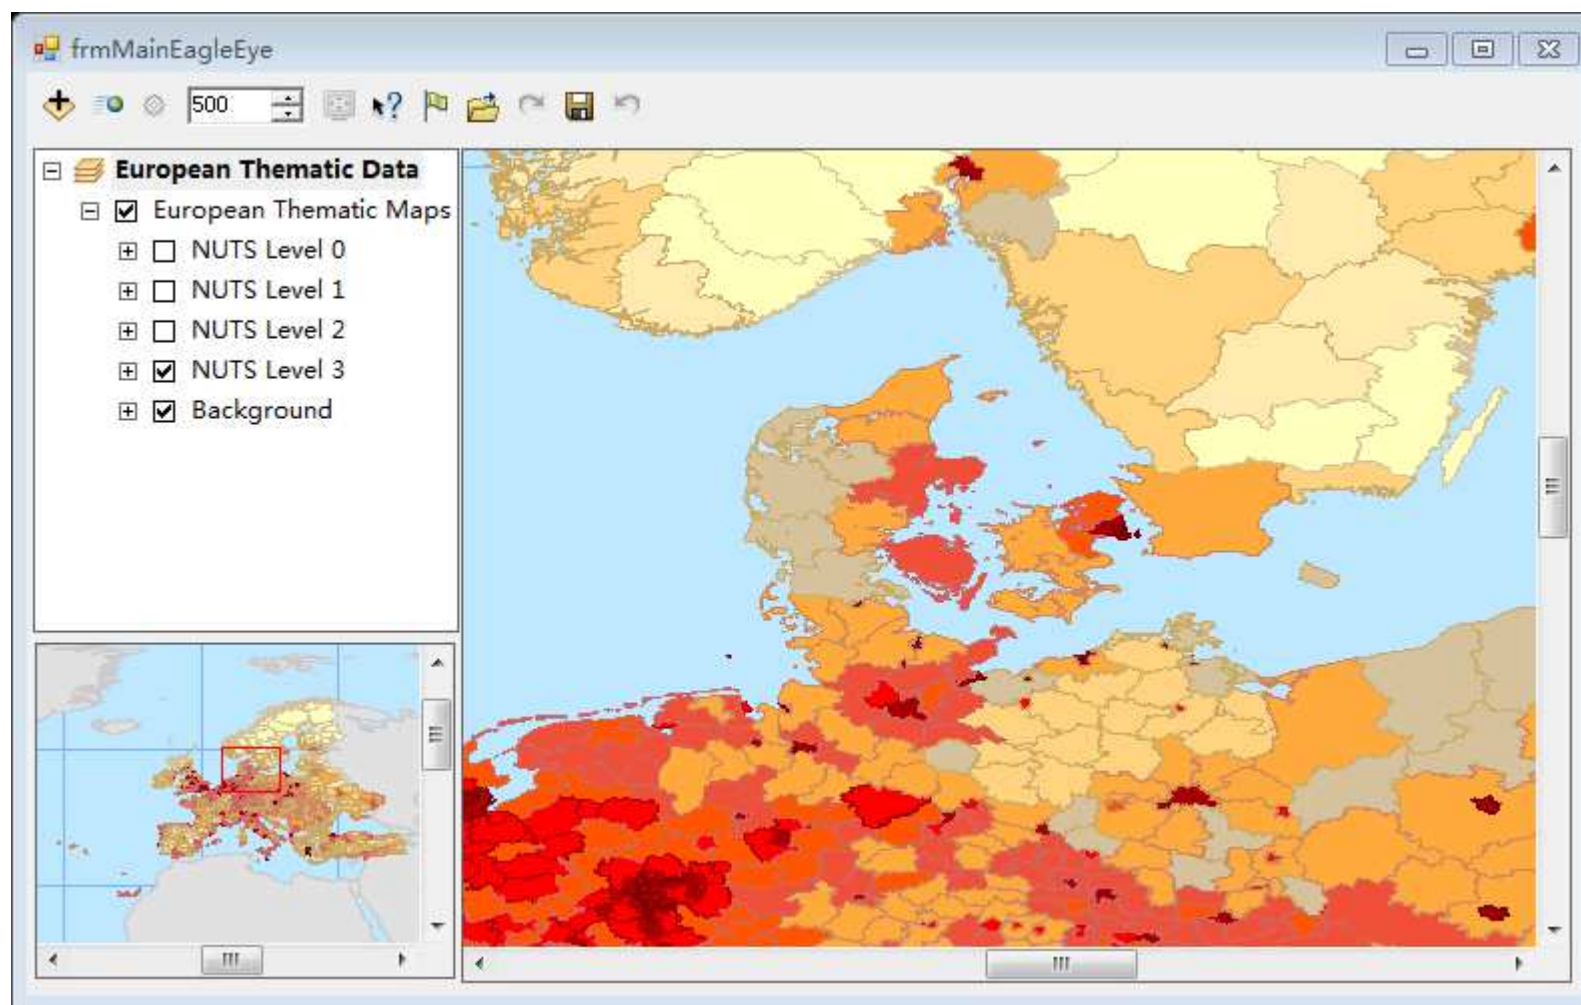 frmMainEagleEye
500
European Thematic Data
European Thematic Maps
NUTS Level 0
NUTS Level 1
NUTS Level 2
NUTS Level 3
Background